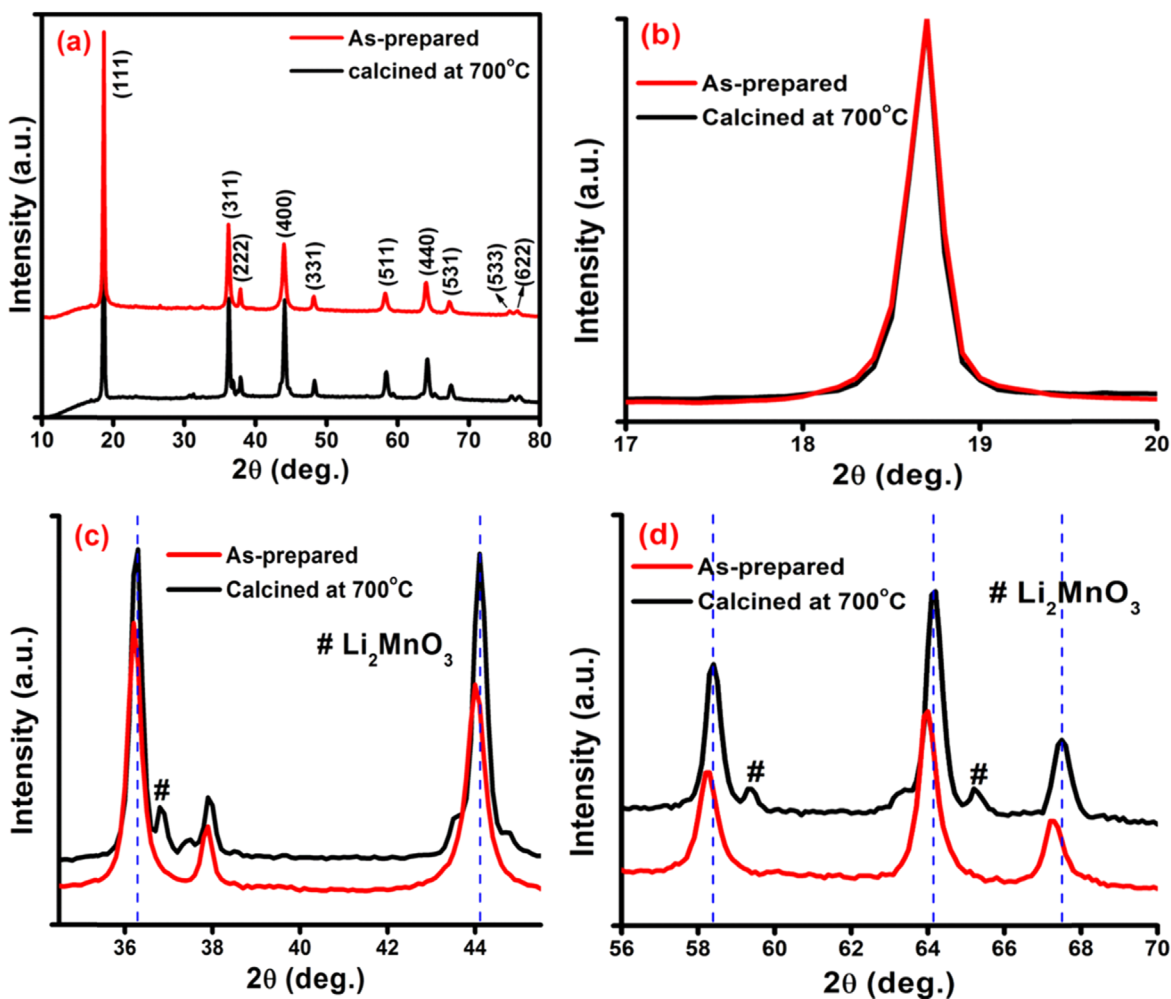 (a)
As-prepared
calcined at 700°C
(111)
(311)
(222)
(400)
(331)
(511)
(440)
(531)
(533)
(622)
Intensity (a.u.)
10 20 30 40 50 60 70 80
2θ (deg.)
(b)
As-prepared
Calcined at 700°C
Intensity (a.u.)
17 18 19 20
2θ (deg.)
(c)
As-prepared
Calcined at 700°C
# Li₂MnO₃
#
Intensity (a.u.)
36 38 40 42 44
2θ (deg.)
(d)
As-prepared
Calcined at 700°C
# Li₂MnO₃
#
#
Intensity (a.u.)
56 58 60 62 64 66 68 70
2θ (deg.)